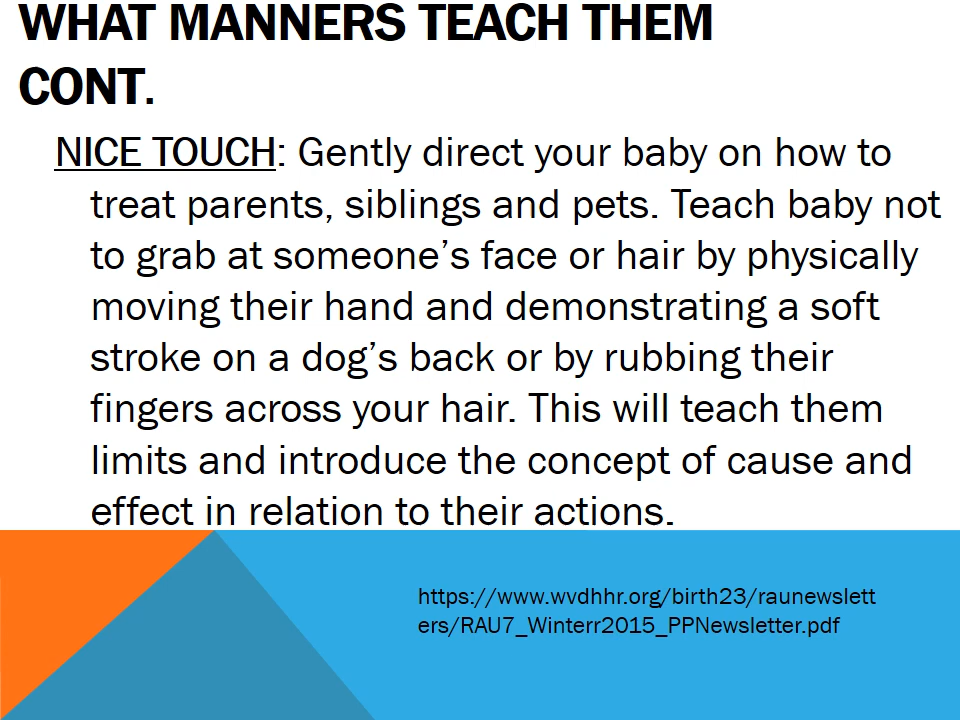 WHAT MANNERS TEACH THEM
CONT.
NICE TOUCH: Gently direct your baby on how to
treat parents, siblings and pets. Teach baby not
to grab at someone’s face or hair by physically
moving their hand and demonstrating a soft
stroke on a dog’s back or by rubbing their
fingers across your hair. This will teach them
limits and introduce the concept of cause and
effect in relation to their actions.
https://www.wvdhhr.org/birth23/raunewslett
ers/RAU7_Winterr2015_PPNewsletter.pdf